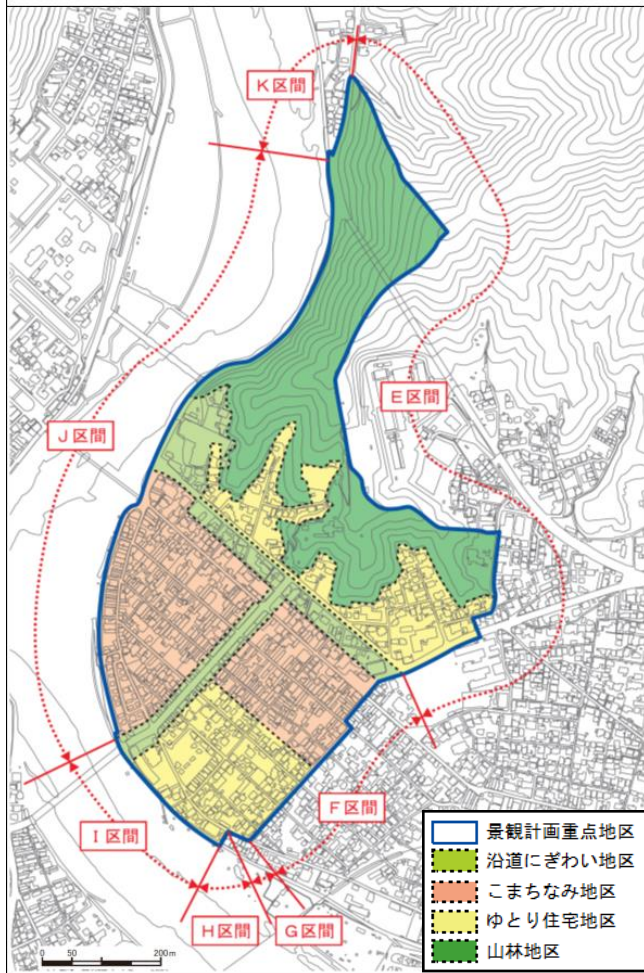 K区間
E区間
J区間
F区間
I区間
H区間
G区間
景観計画重点地区
沿道にぎわい地区
こまちなみ地区
ゆとり住宅地区
山林地区
0 50 100 200m